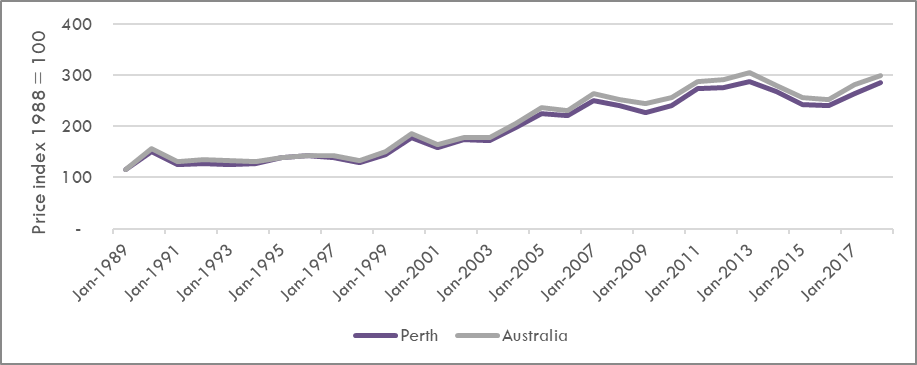 Price index 1988 = 100
400
300
200
100
-
Jan-1989
Jan-1991
Jan-1993
Jan-1995
Jan-1997
Jan-1999
Jan-2001
Jan-2003
Jan-2005
Jan-2007
Jan-2009
Jan-2011
Jan-2013
Jan-2015
Jan-2017
Perth Australia